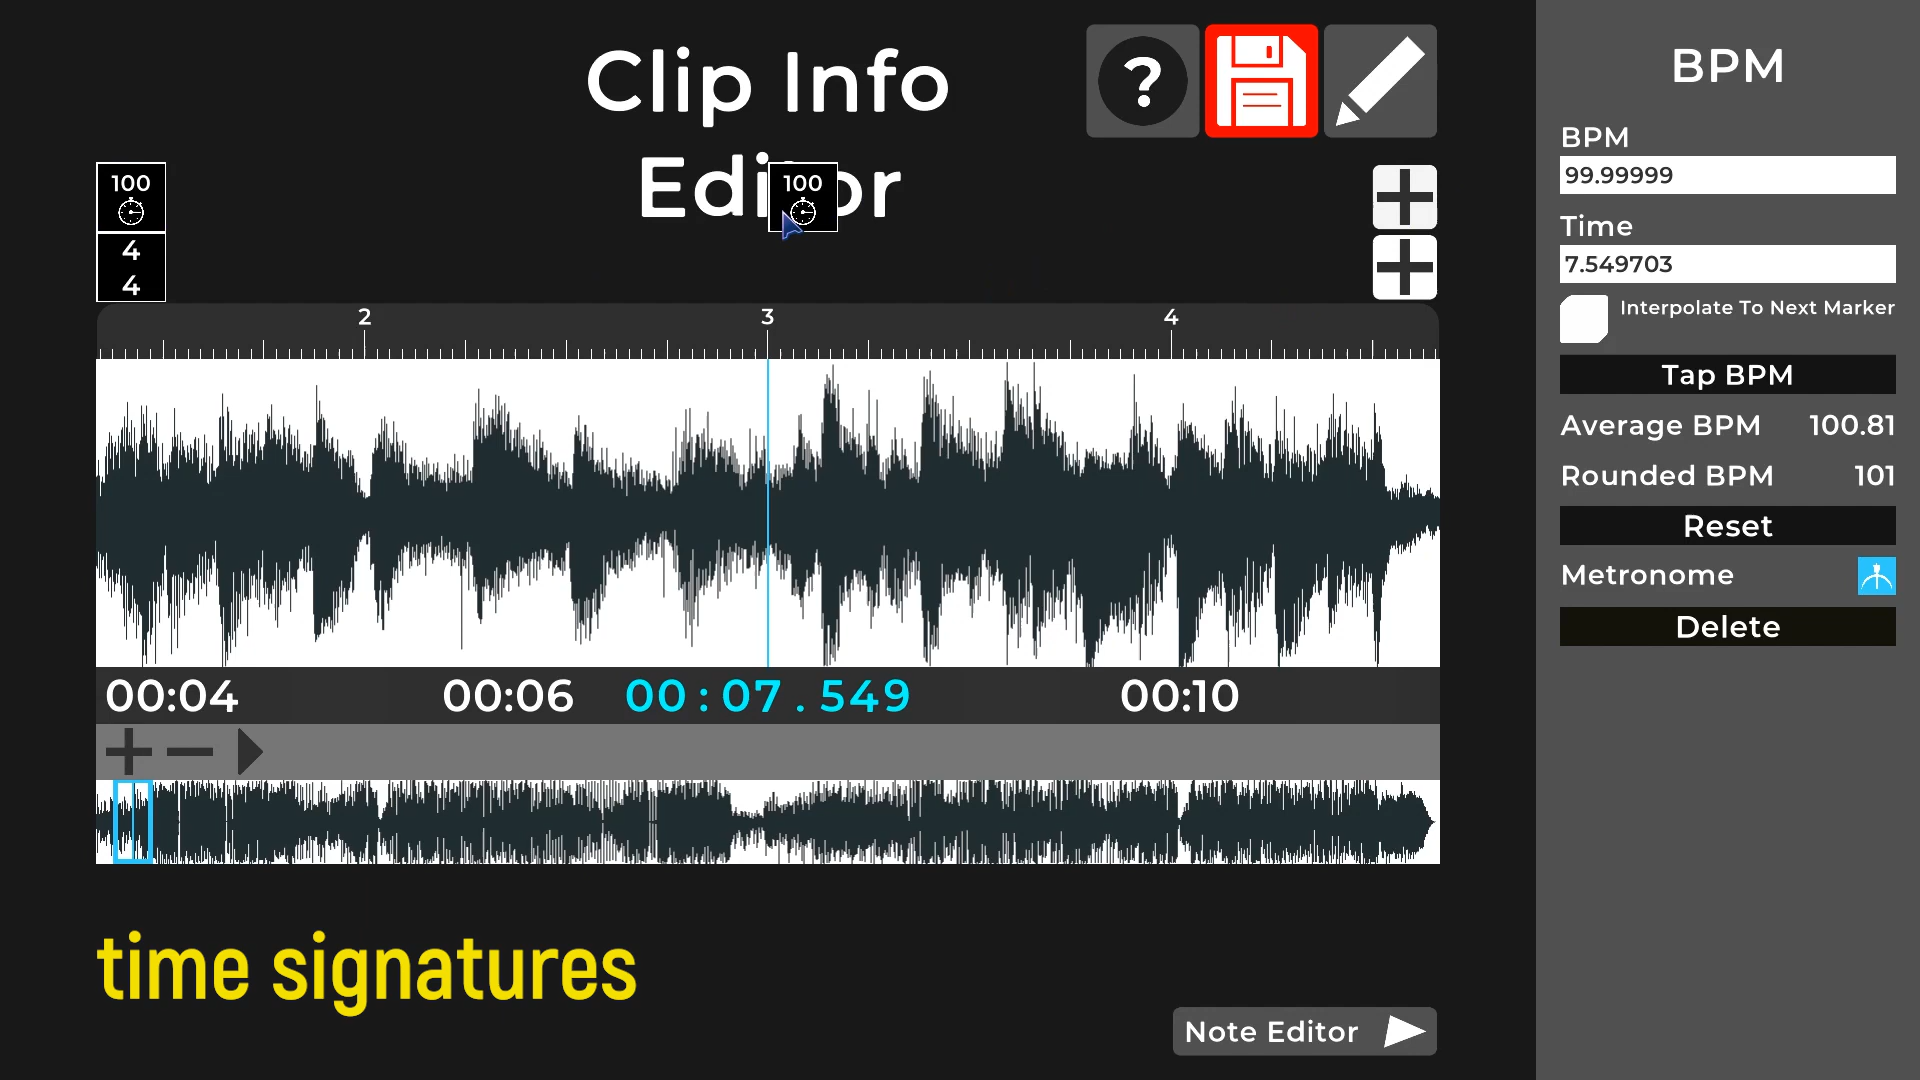 Clip Info
Editor
?
100
4
4
100
2
3
4
00:04
00:06
00:07.549
00:10
time signatures
Note Editor
BPM
BPM
99.99999
Time
7.549703
Interpolate To Next Marker
Tap BPM
Average BPM 100.81
Rounded BPM 101
Reset
Metronome
Delete